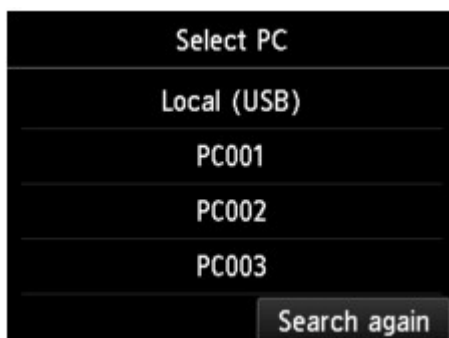 Select PC
Local (USB)
PC001
PC002
PC003
Search again